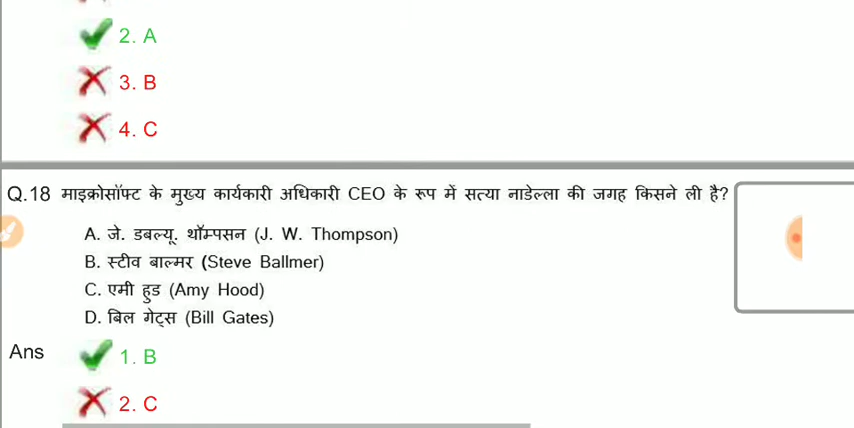 2. A
3. B
4. C
Q.18 माइक्रोसॉफ्ट के मुख्य कार्यकारी अधिकारी CEO के रूप में सत्या नाडेल्ला की जगह किसने ली है?
A. जे. डबल्यू. थॉम्पसन (J. W. Thompson)
B. स्टीव बाल्मर (Steve Ballmer)
C. एमी हुड (Amy Hood)
D. बिल गेट्स (Bill Gates)
Ans 1. B
2. C